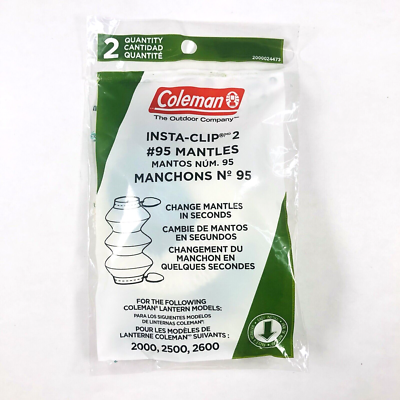 2 QUANTITY
CANTIDAD
QUANTITÉ
2000024473
Coleman®
The Outdoor Company™
INSTA-CLIP® 2
#95 MANTLES
MANTOS NÚM. 95
MANCHONS Nº 95
CHANGE MANTLES
IN SECONDS
CAMBIE DE MANTOS
EN SEGUNDOS
CHANGEMENT DU
MANCHON EN
QUELQUES SECONDES
FOR THE FOLLOWING
COLEMAN® LANTERN MODELS:
PARA LOS SIGUIENTES MODELOS
DE LINTERNAS COLEMAN®:
POUR LES MODÈLES DE
LANTERNE COLEMAN SUIVANTS :
2000, 2500, 2600